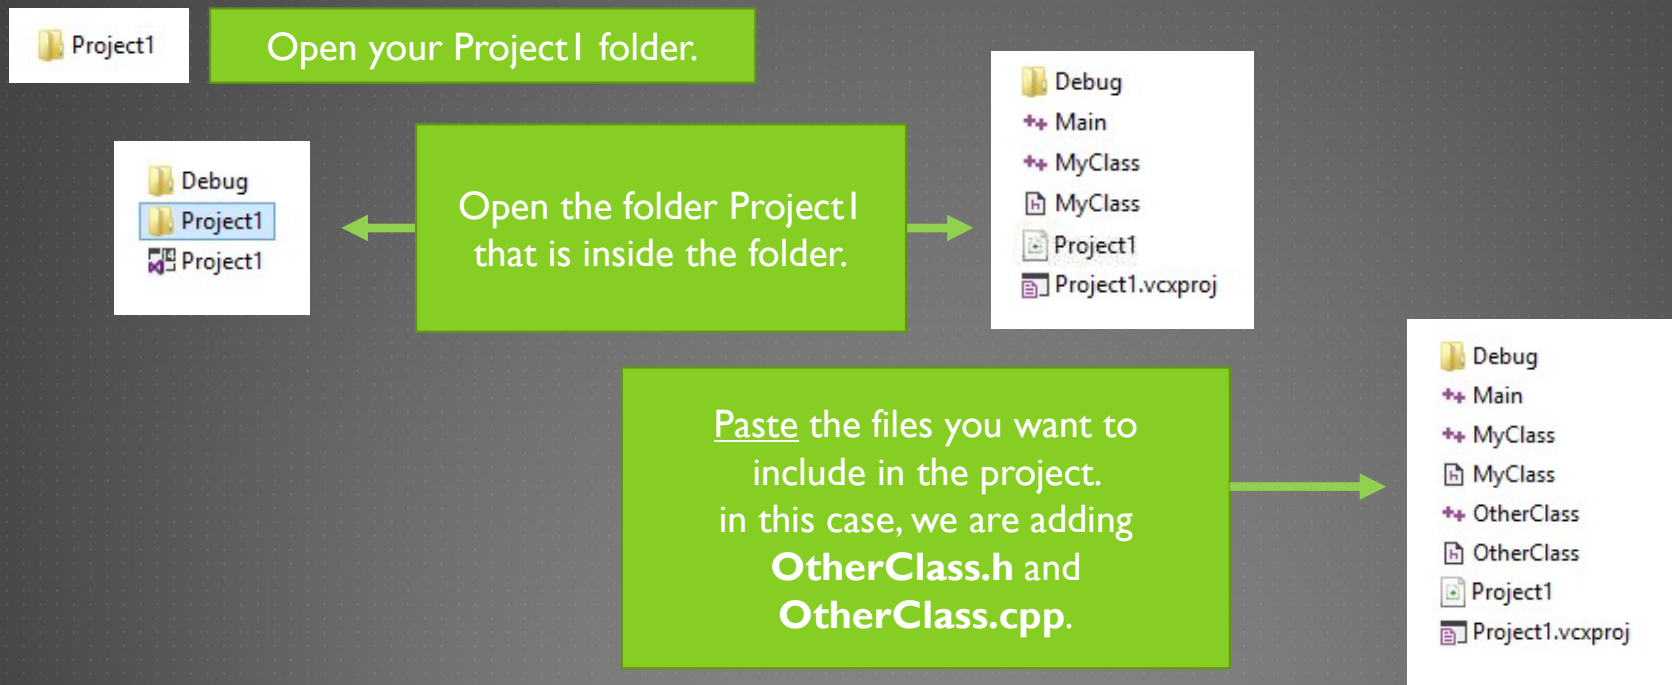 Project1
Open your Project1 folder.
Debug
Project1
Project1
Open the folder Project1
that is inside the folder.
Debug
Main
MyClass
MyClass
Project1
Project1.vcxproj
Paste the files you want to
include in the project.
in this case, we are adding
OtherClass.h and
OtherClass.cpp.
Debug
Main
MyClass
MyClass
OtherClass
OtherClass
Project1
Project1.vcxproj